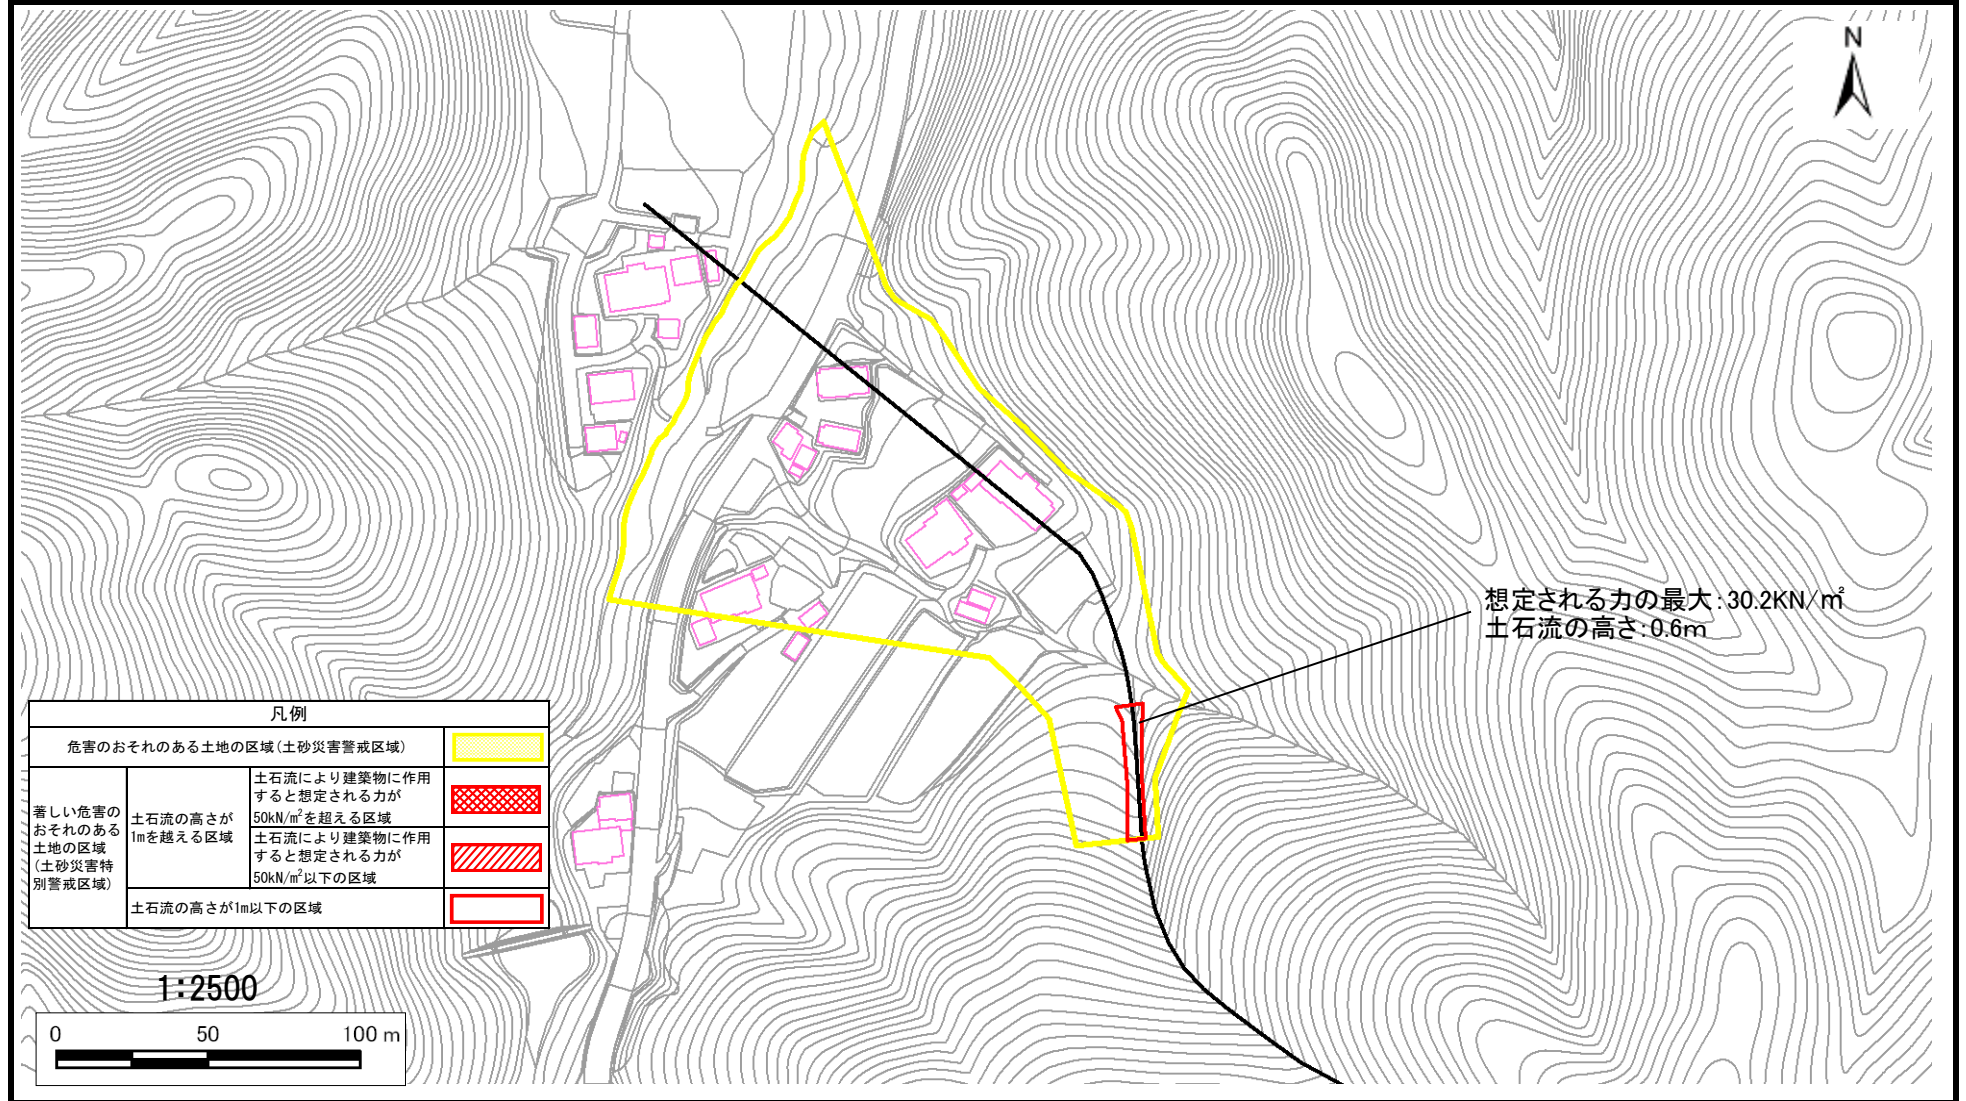 N
想定される力の最大:30.2KN/㎡
土石流の高さ:0.6m
凡例
危害のおそれのある土地の区域(土砂災害警戒区域)
著しい危害の
おそれのある
土地の区域
(土砂災害特
別警戒区域)
土石流の高さが
1mを越える区域
土石流により建築物に作用
すると想定される力が
50kN/m²を超える区域
土石流により建築物に作用
すると想定される力が
50kN/m²以下の区域
土石流の高さが1m以下の区域
1:2500
0 50 100 m